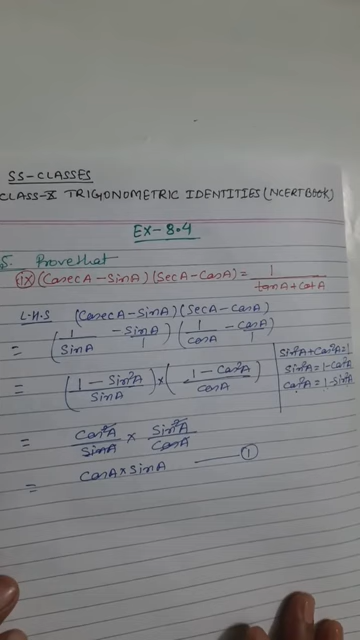 SS-CLASSES
CLASS-X TRIGONOMETRIC IDENTITIES (NCERT BOOK)
EX-8.4
5. Prove that
(ix) (CosecA-SinA) (SecA-CosA) = 1/(tanA+CotA)
L.H.S (CosecA-SinA) (SecA-CosA)
= (1/SinA - SinA/1) (1/CosA - CosA/1)
= (1-Sin²A/SinA) × (1-Cos²A/CosA)
Sin²A+Cos²A=1
Sin²A=1-Cos²A
Cos²A=1-Sin²A
= Cos²A/SinA × Sin²A/CosA
= CosA×SinA — ①